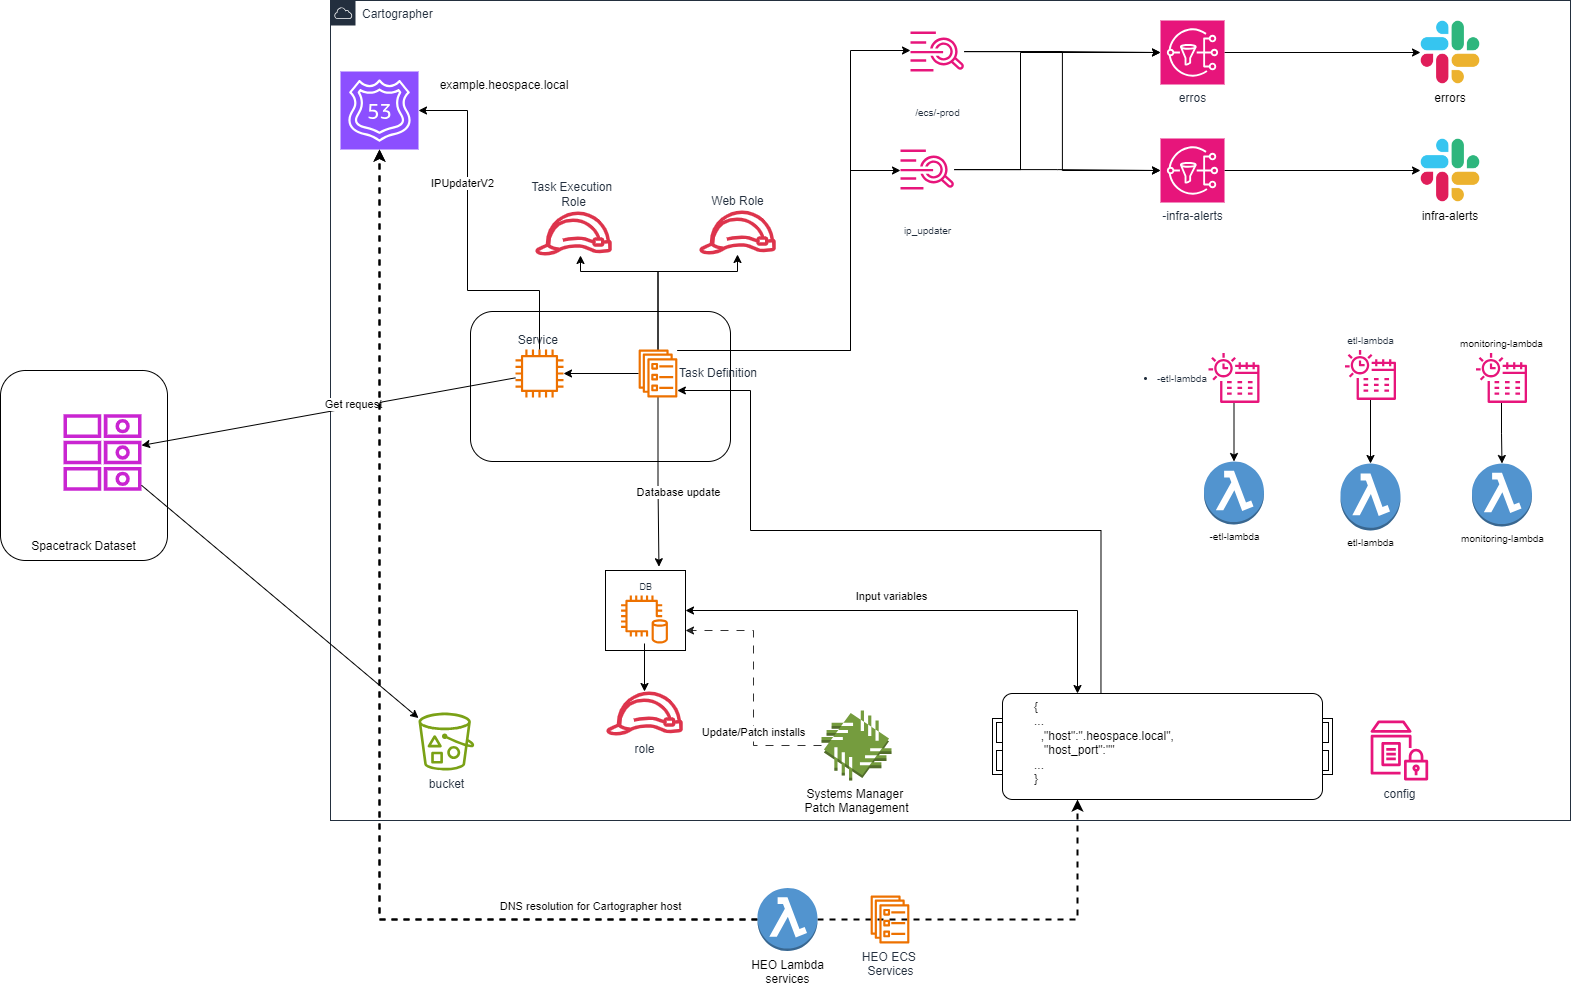 Cartographer
example.heospace.local
53
IPUpdaterV2
Task Execution
Role
Web Role
/ecs/-prod
ip_updater
erros
-infra-alerts
errors
infra-alerts
Service
Task Definition
Get request
Spacetrack Dataset
Database update
-etl-lambda
etl-lambda
monitoring-lambda
-etl-lambda
etl-lambda
monitoring-lambda
DB
Input variables
role
Update/Patch installs
Systems Manager
Patch Management
bucket
{
...
,"host":".heospace.local",
"host_port":""
...
}
config
DNS resolution for Cartographer host
HEO Lambda
services
HEO ECS
Services